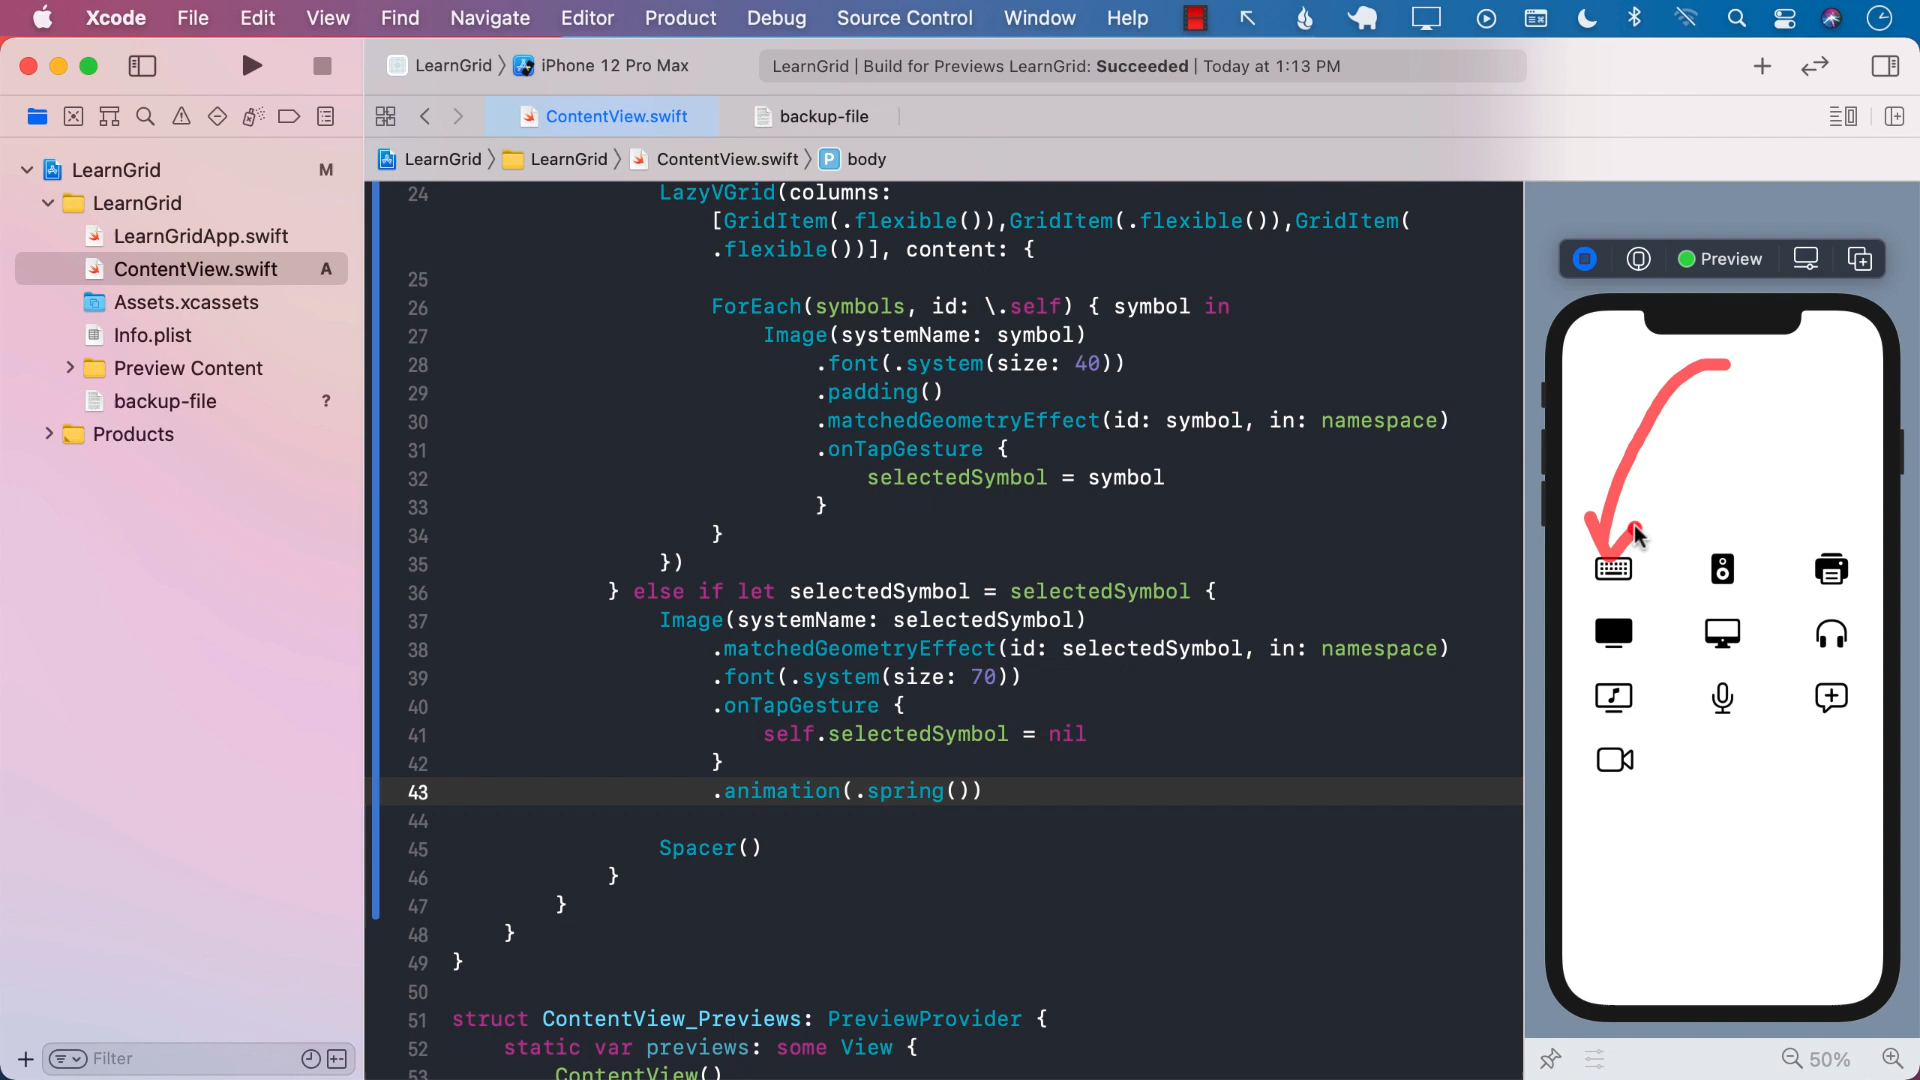 Xcode File Edit View Find Navigate Editor Product Debug Source Control Window Help
LearnGrid iPhone 12 Pro Max LearnGrid | Build for Previews LearnGrid: Succeeded | Today at 1:13 PM
ContentView.swift backup-file
LearnGrid LearnGrid ContentView.swift P body
LearnGrid M
LearnGrid
LearnGridApp.swift
ContentView.swift A
Assets.xcassets
Info.plist
Preview Content
backup-file ?
Products
Filter
24 LazyVGrid(columns:
[GridItem(.flexible()),GridItem(.flexible()),GridItem(
.flexible())], content: {
25
26 ForEach(symbols, id: \.self) { symbol in
27 Image(systemName: symbol)
28 .font(.system(size: 40))
29 .padding()
30 .matchedGeometryEffect(id: symbol, in: namespace)
31 .onTapGesture {
32 selectedSymbol = symbol
33 }
34 }
35 })
36 } else if let selectedSymbol = selectedSymbol {
37 Image(systemName: selectedSymbol)
38 .matchedGeometryEffect(id: selectedSymbol, in: namespace)
39 .font(.system(size: 70))
40 .onTapGesture {
41 self.selectedSymbol = nil
42 }
43 .animation(.spring())
44
45 Spacer()
46 }
47 }
48 }
49 }
50
51 struct ContentView_Previews: PreviewProvider {
52 static var previews: some View {
53 ContentView()
Preview
50%